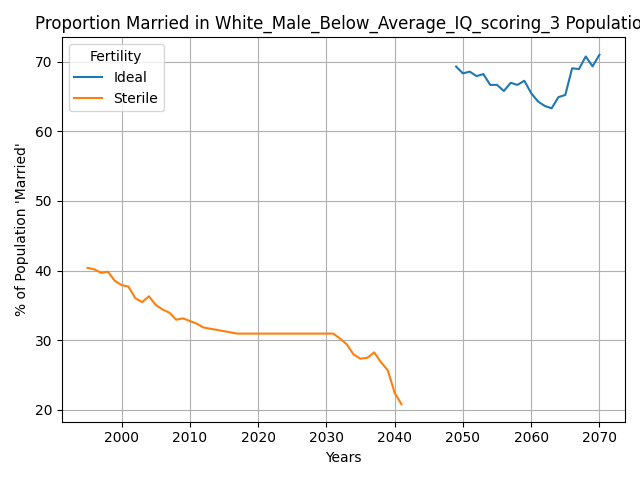 Proportion Married in White_Male_Below_Average_IQ_scoring_3 Populatio
Fertility
Ideal
Sterile
% of Population 'Married'
70
60
50
40
30
20
2000 2010 2020 2030 2040 2050 2060 2070
Years